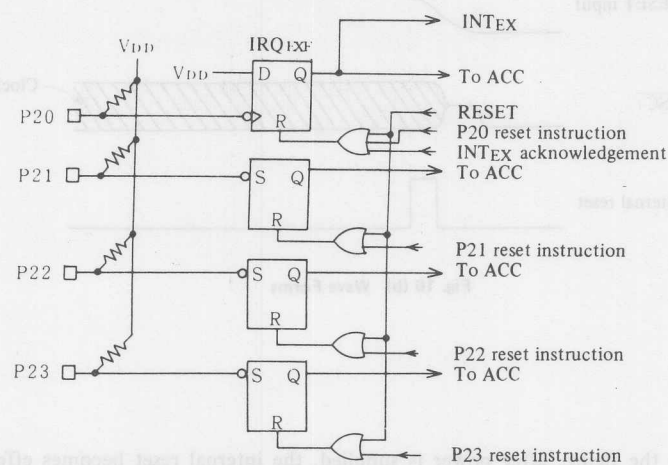 INTEX
VDD
IRQEXF
VDD
D
Q
To ACC
R
RESET
P20
P20 reset instruction
INTEX acknowledgement
P21
S
Q
To ACC
R
P21 reset instruction
P22
S
Q
To ACC
R
P22 reset instruction
P23
S
Q
To ACC
R
P23 reset instruction